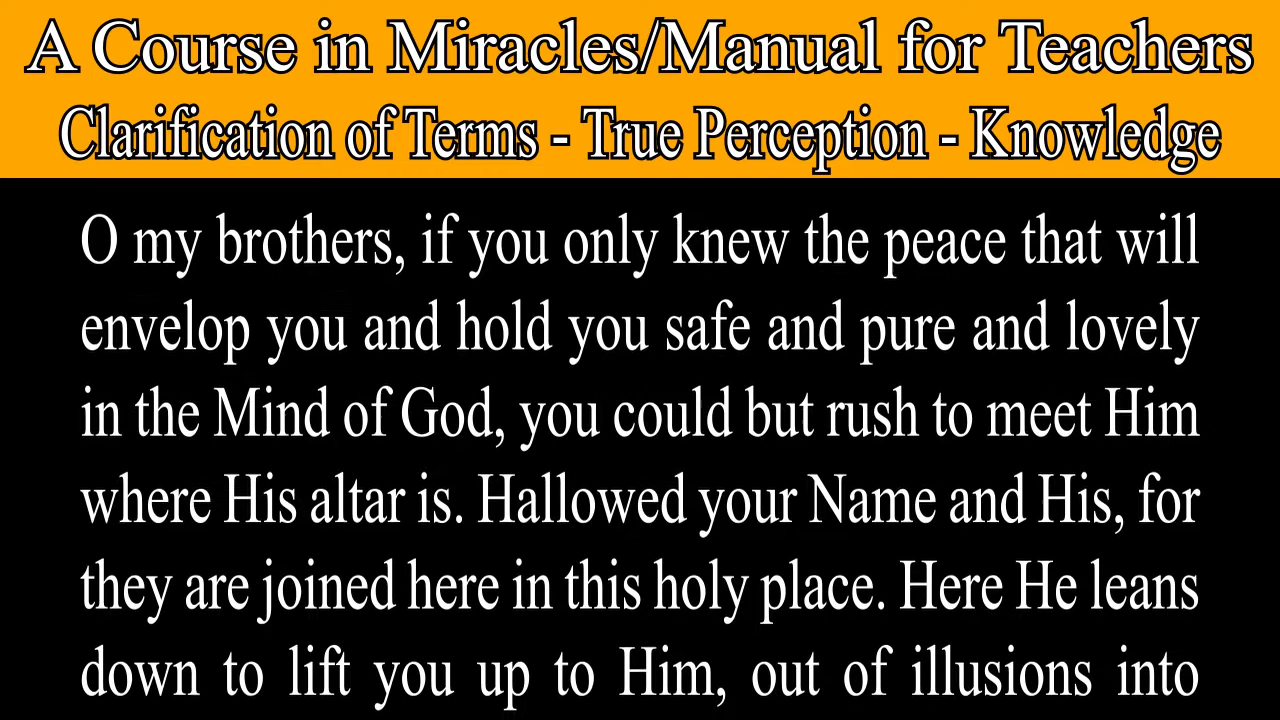 A Course in Miracles/Manual for Teachers
Clarification of Terms - True Perception - Knowledge
O my brothers, if you only knew the peace that will
envelop you and hold you safe and pure and lovely
in the Mind of God, you could but rush to meet Him
where His altar is. Hallowed your Name and His, for
they are joined here in this holy place. Here He leans
down to lift you up to Him, out of illusions into